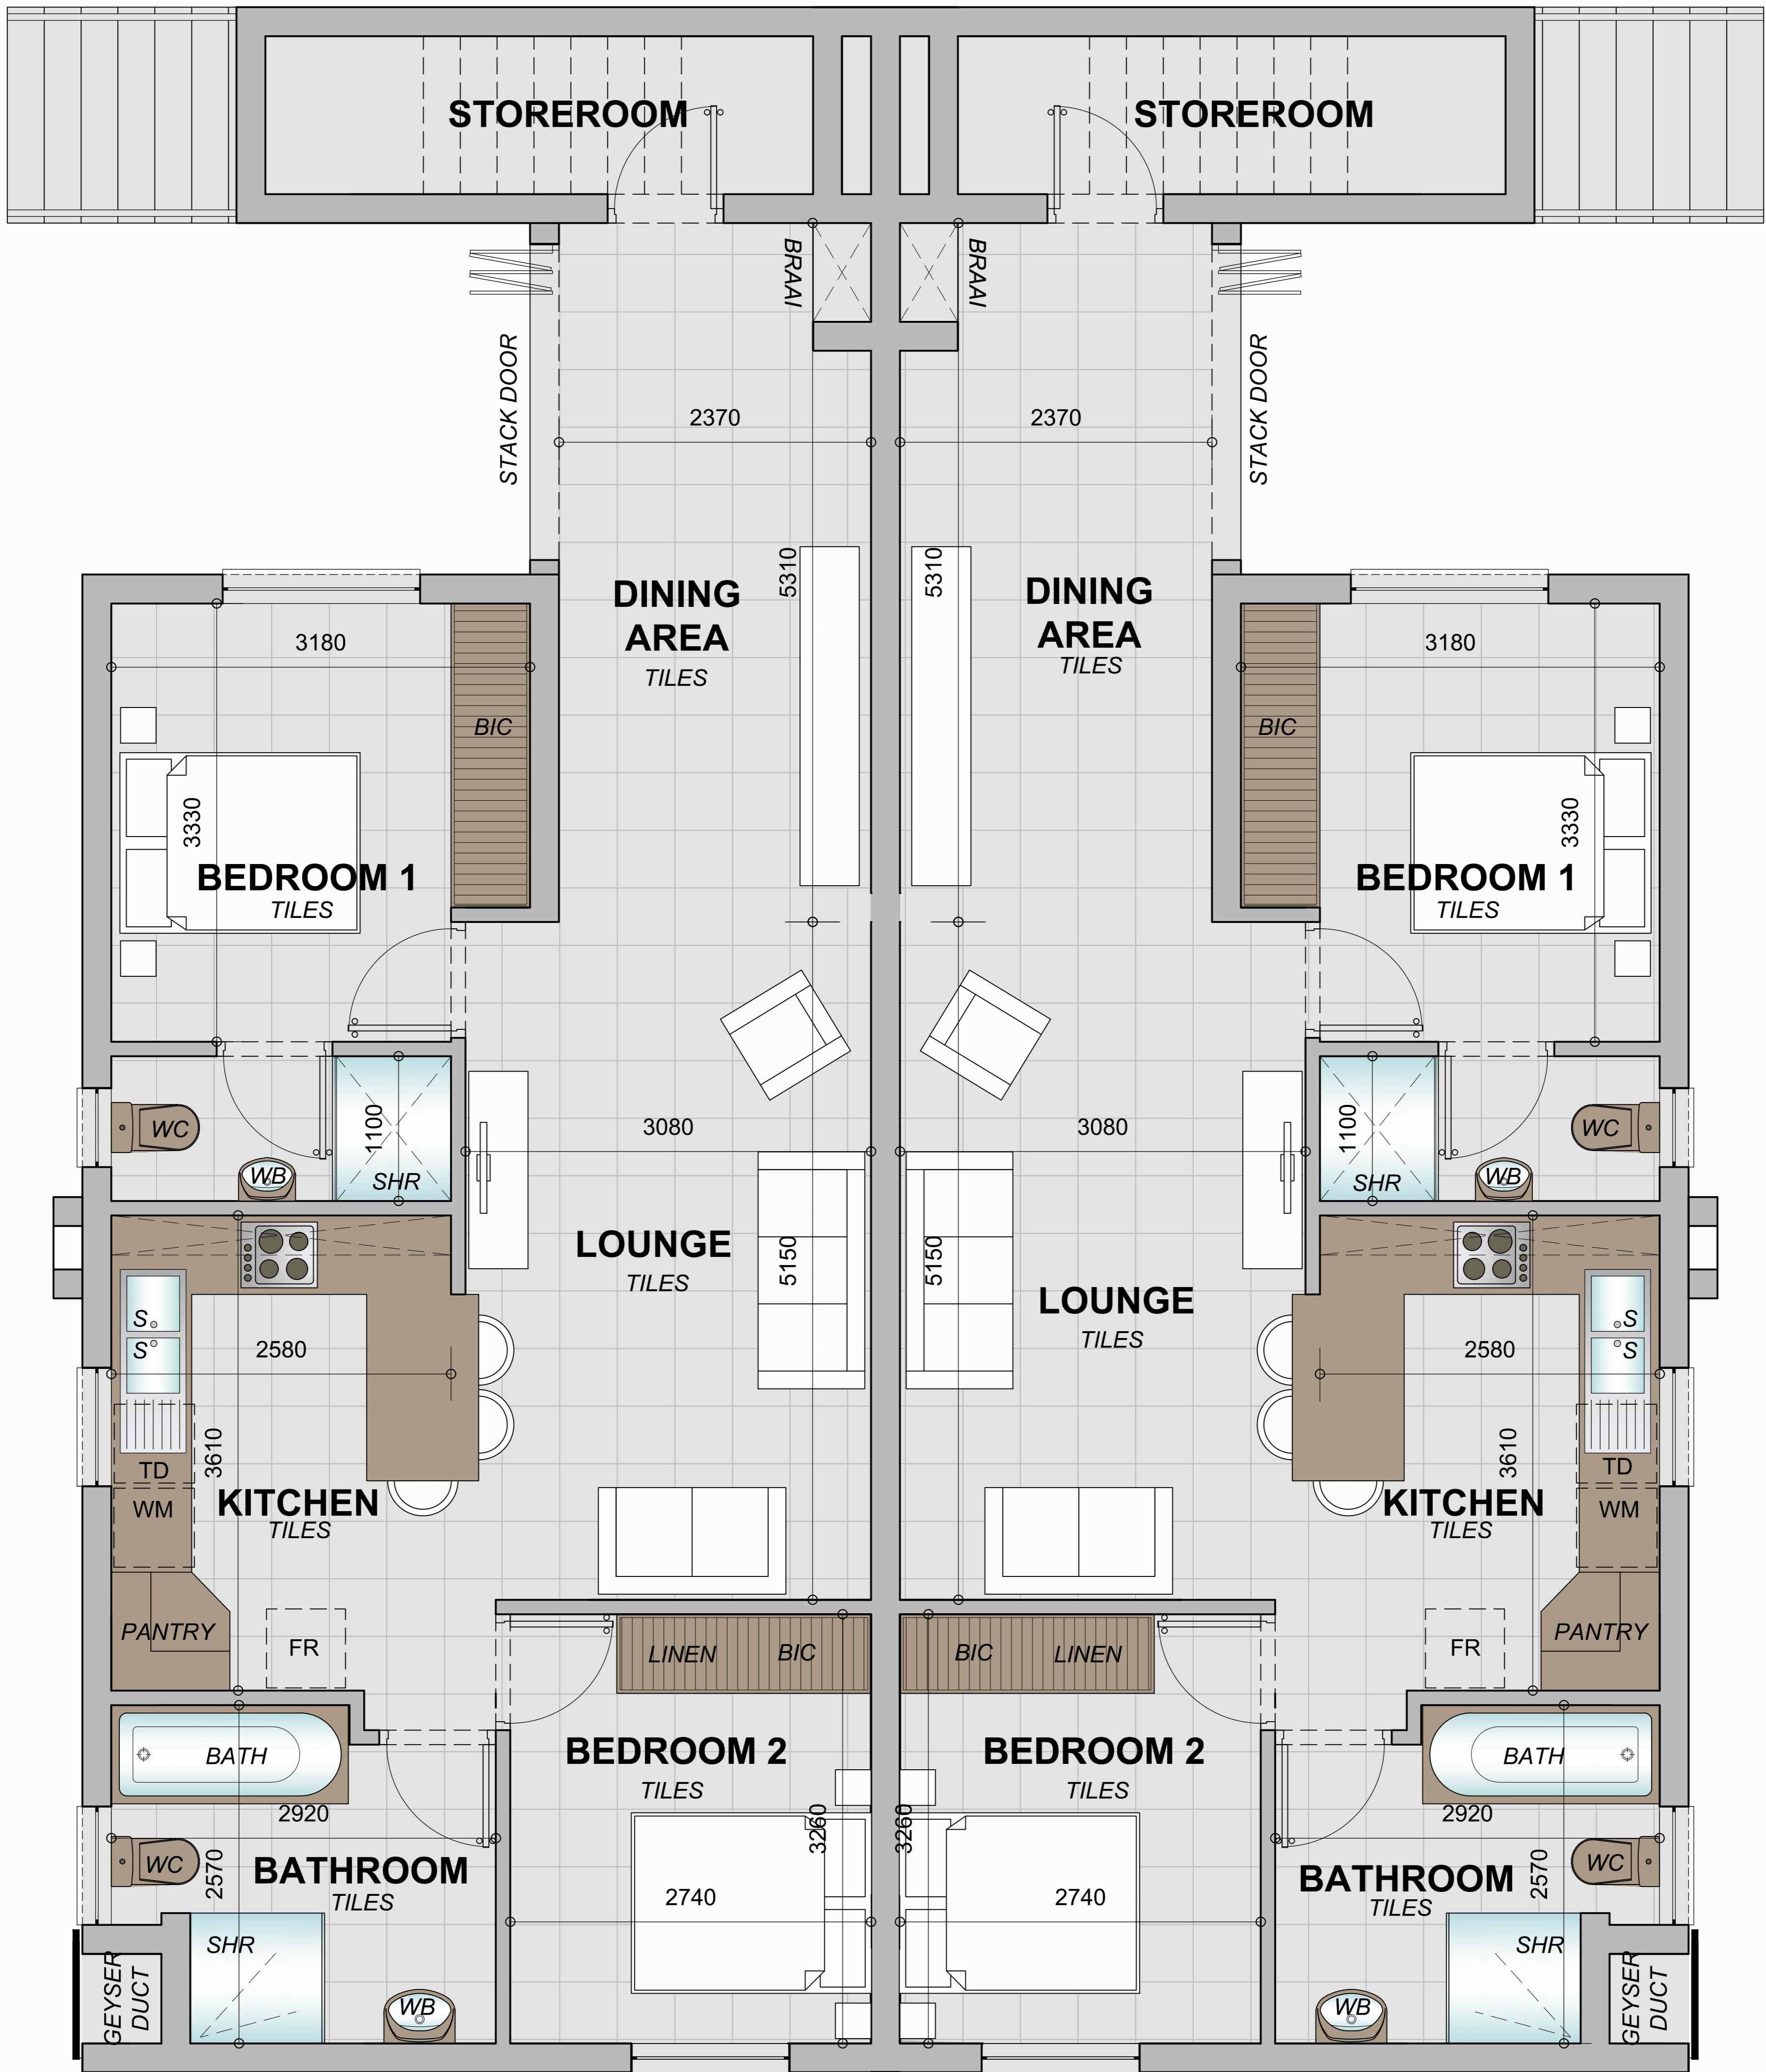 STOREROOM
STOREROOM
BRAAI
BRAAI
STACK DOOR
STACK DOOR
2370
2370
5310
5310
DINING
AREA
TILES
DINING
AREA
TILES
3180
3180
BIC
BIC
3330
3330
BEDROOM 1
TILES
BEDROOM 1
TILES
WC
WB
1100
SHR
3080
3080
1100
SHR
WB
WC
LOUNGE
TILES
5150
5150
LOUNGE
TILES
S
S
2580
2580
S
S
3610
3610
TD
WM
KITCHEN
TILES
KITCHEN
TILES
TD
WM
PANTRY
FR
LINEN
BIC
BIC
LINEN
FR
PANTRY
BATH
BEDROOM 2
TILES
BEDROOM 2
TILES
BATH
2920
3260
3260
2920
WC
2570
BATHROOM
TILES
2740
2740
BATHROOM
TILES
2570
WC
SHR
SHR
GEYSER
DUCT
WB
WB
GEYSER
DUCT